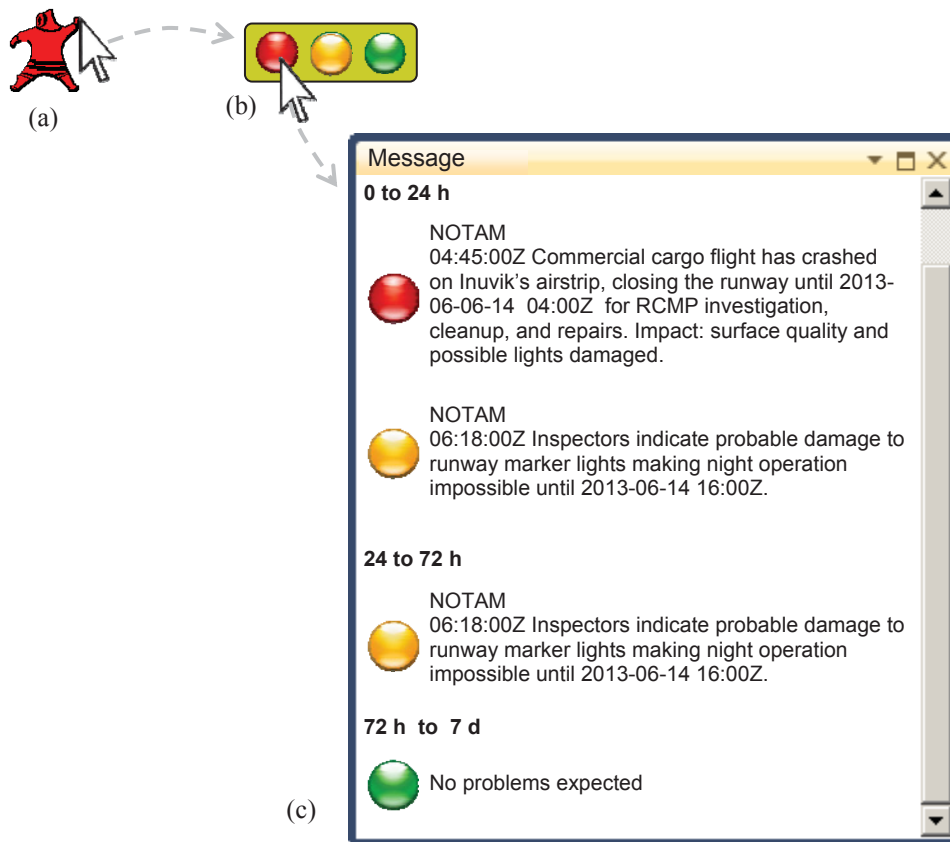 (a)
(b)
Message
0 to 24 h
NOTAM
04:45:00Z Commercial cargo flight has crashed
on Inuvik’s airstrip, closing the runway until 2013-
06-06-14  04:00Z  for RCMP investigation,
cleanup, and repairs. Impact: surface quality and
possible lights damaged.
NOTAM
06:18:00Z Inspectors indicate probable damage to
runway marker lights making night operation
impossible until 2013-06-14 16:00Z.
24 to 72 h
NOTAM
06:18:00Z Inspectors indicate probable damage to
runway marker lights making night operation
impossible until 2013-06-14 16:00Z.
72 h  to  7 d
No problems expected
(c)